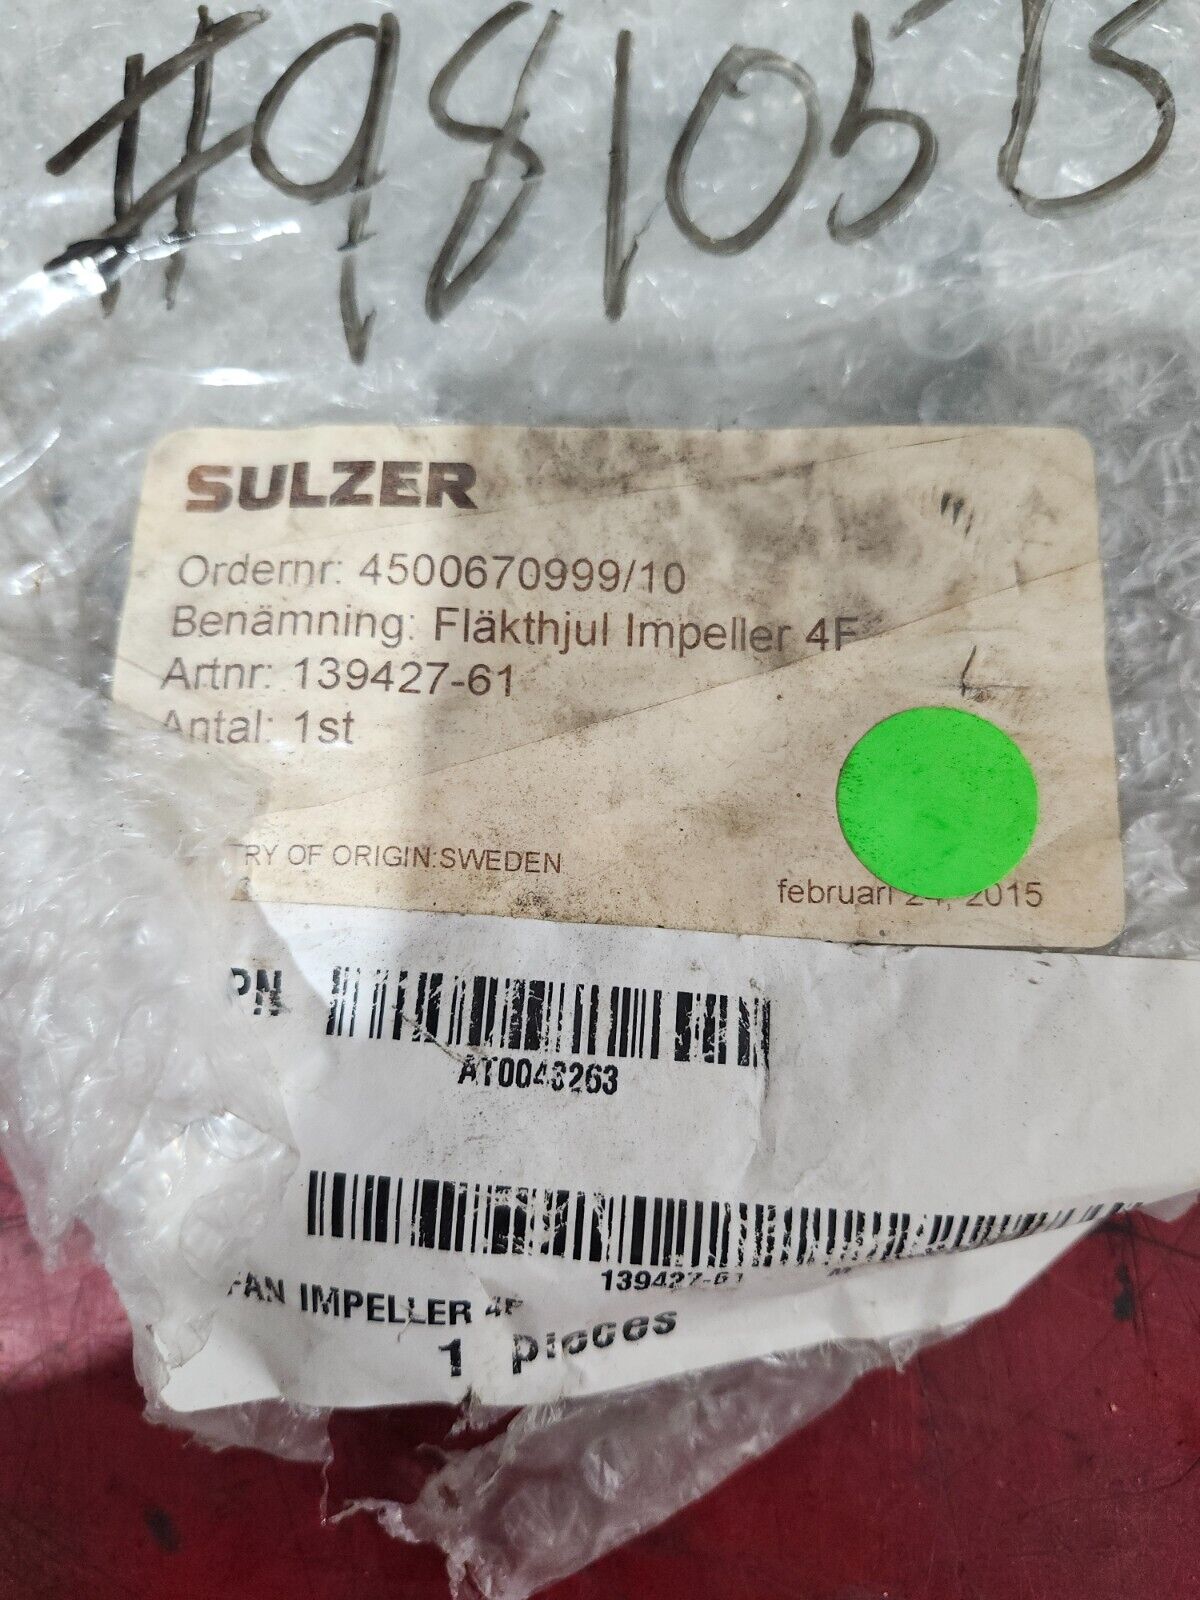 #98105B
SULZER
Ordernr: 4500670999/10
Benämning: Fläkthjul Impeller 4F
Artnr: 139427-61
Antal: 1st
TRY OF ORIGIN:SWEDEN
februari 24, 2015
PN
AT0043263
139427-61
FAN IMPELLER 4F
1 pieces